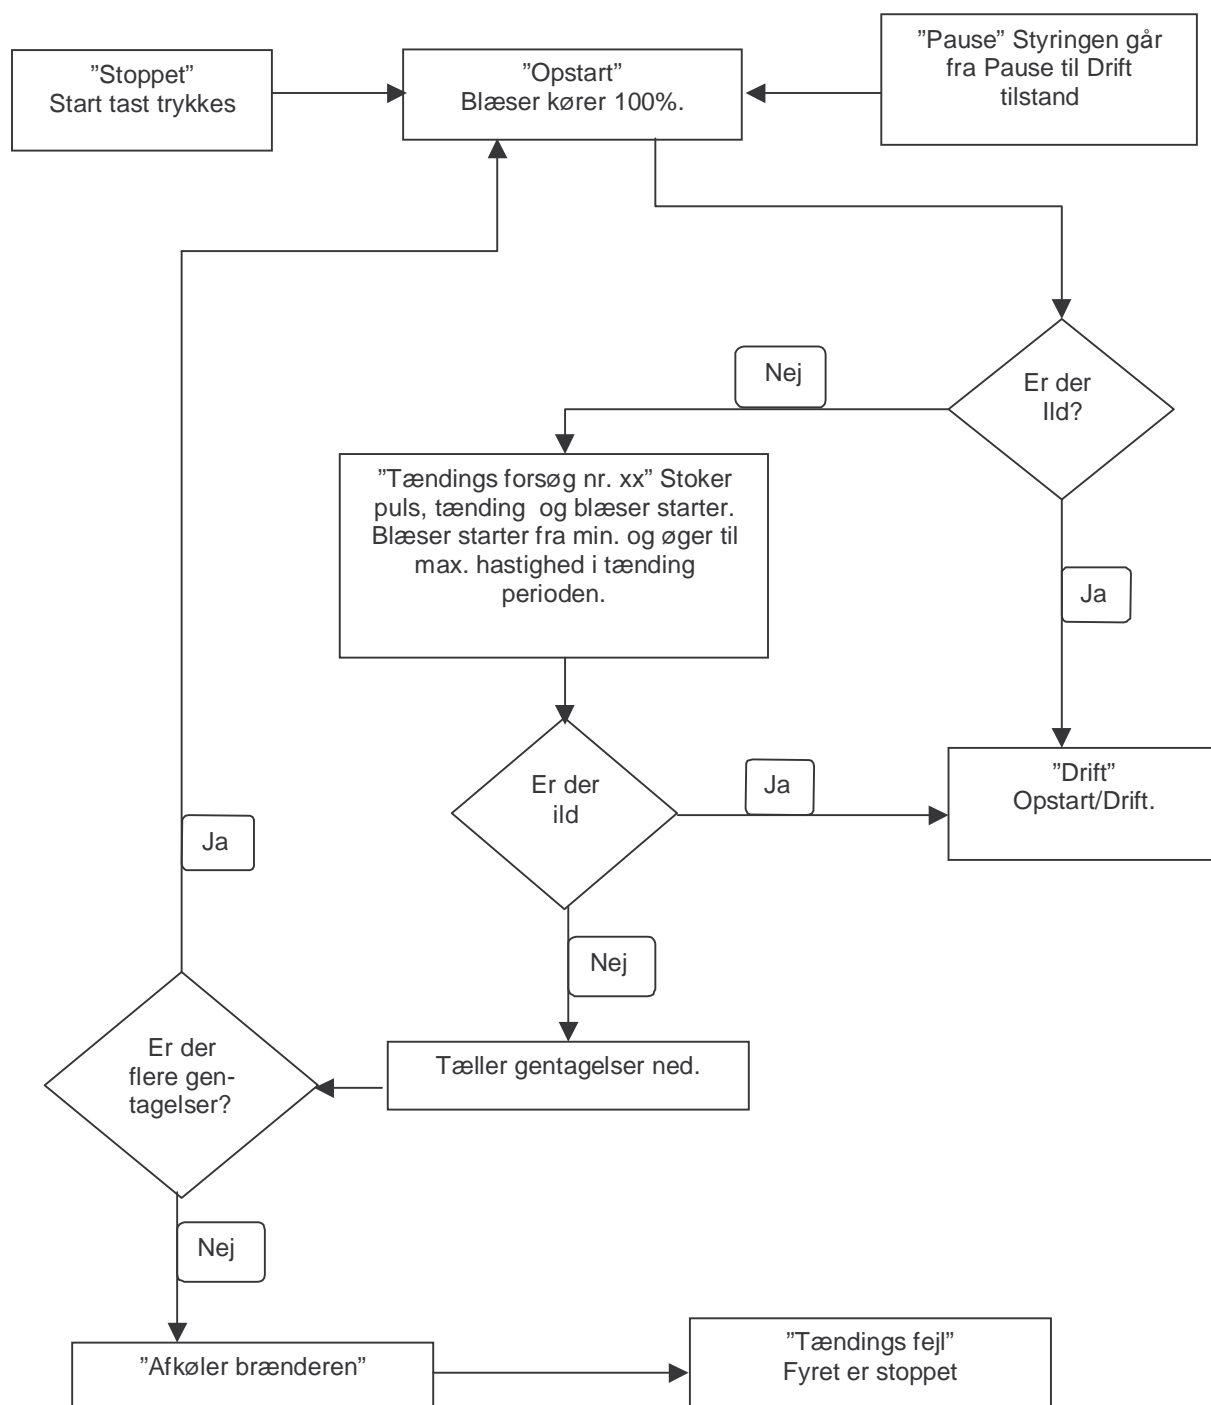 ”Stoppet”
Start tast trykkes
”Opstart”
Blæser kører 100%.
”Pause” Styringen går
fra Pause til Drift
tilstand
Nej
Er der
Ild?
”Tændings forsøg nr. xx” Stoker
puls, tænding  og blæser starter.
Blæser starter fra min. og øger til
max. hastighed i tænding
perioden.
Ja
Er der
ild
Ja
”Drift”
Opstart/Drift.
Ja
Nej
Er der
flere gen-
tagelser?
Tæller gentagelser ned.
Nej
”Afkøler brænderen”
”Tændings fejl”
Fyret er stoppet